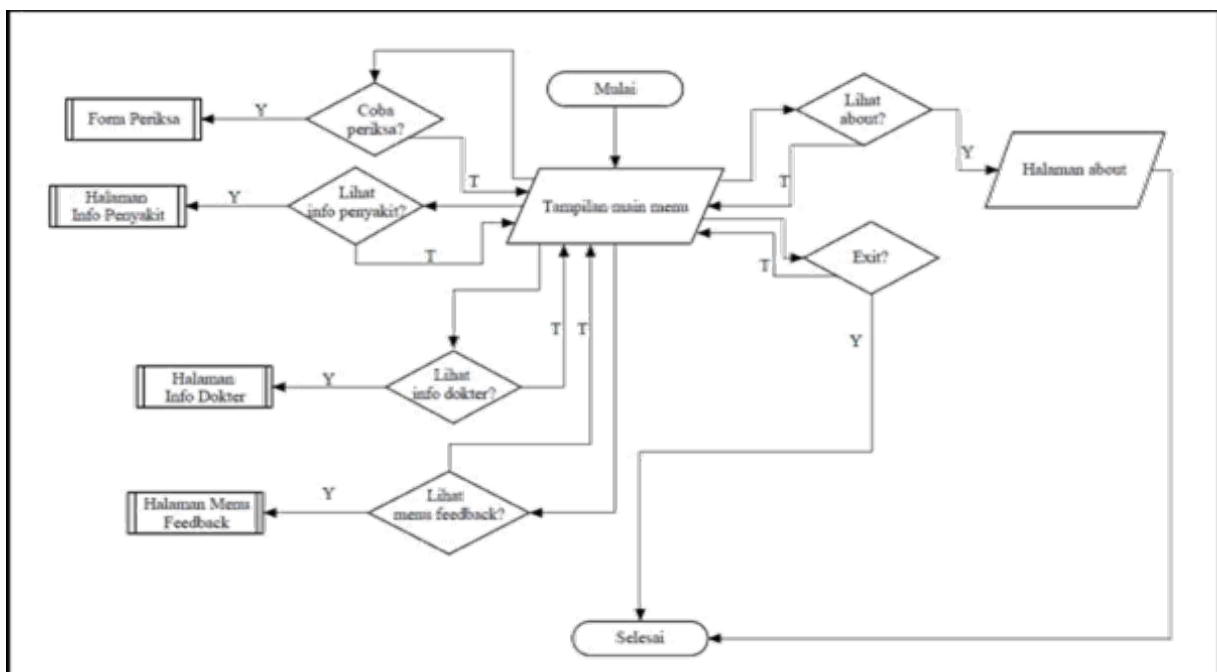 Mulai
Coba
periksa?
Y
Form Periksa
T
Lihat
about?
Y
Halaman about
T
Lihat
info penyakit?
Y
Halaman
Info Penyakit
T
Tampilan main menu
Exit?
T
Y
T
T
Lihat
info dokter?
Y
Halaman
Info Dokter
Lihat
menu feedback?
Y
Halaman Menu
Feedback
Selesai